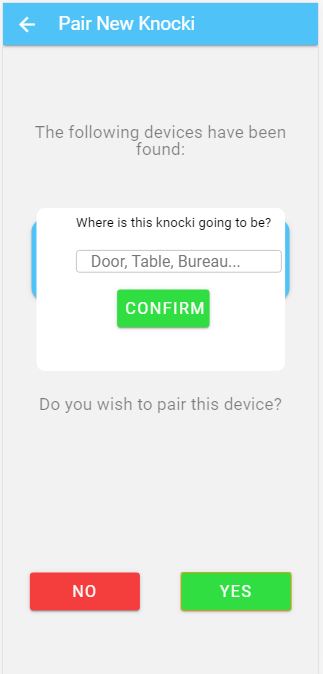 Pair New Knocki
The following devices have been
found:
Where is this knocki going to be?
Door, Table, Bureau...
CONFIRM
Do you wish to pair this device?
NO
YES